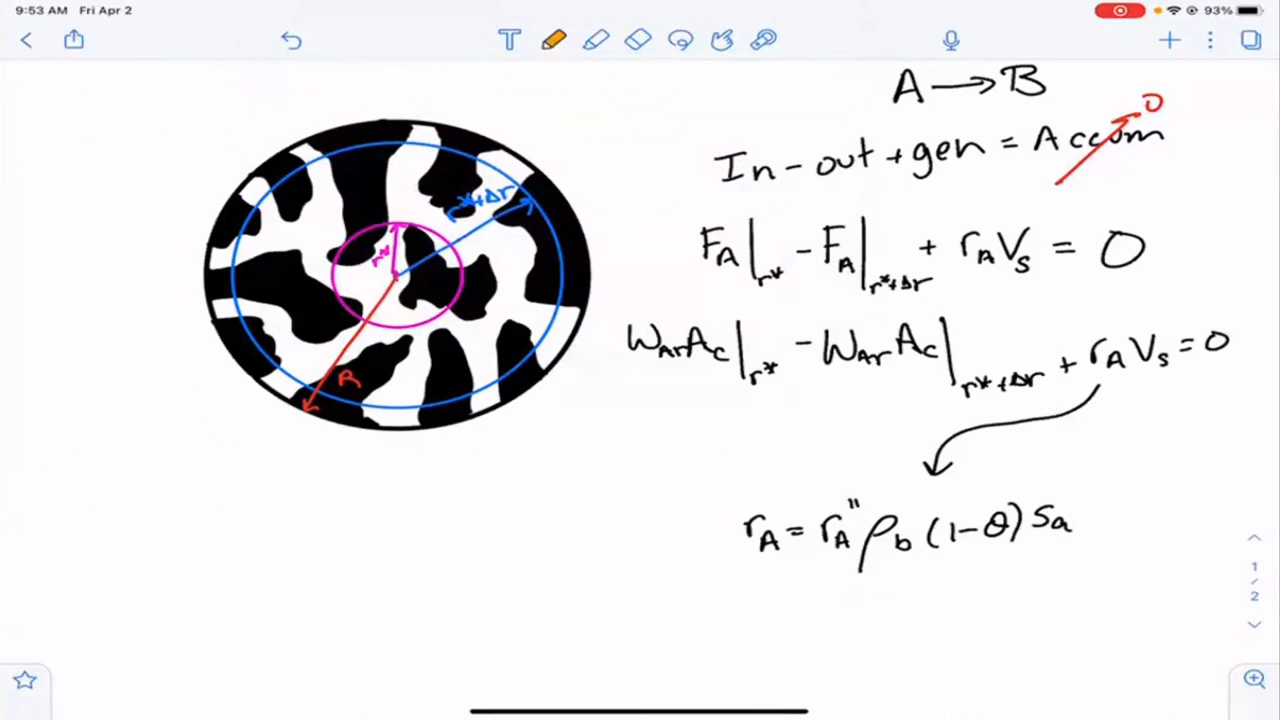 9:53 AM Fri Apr 2
93%
T
A → B
In - out + gen = Accum 0
F_A|_r* - F_A|_r*+Δr + r_A V_s = 0
W_Ar A_c|_r* - W_Ar A_c|_r*+Δr + r_A V_s = 0
r_A = r_A" ρ_b (1-θ) Sa
r*+Δr
r*
R
1
/
2